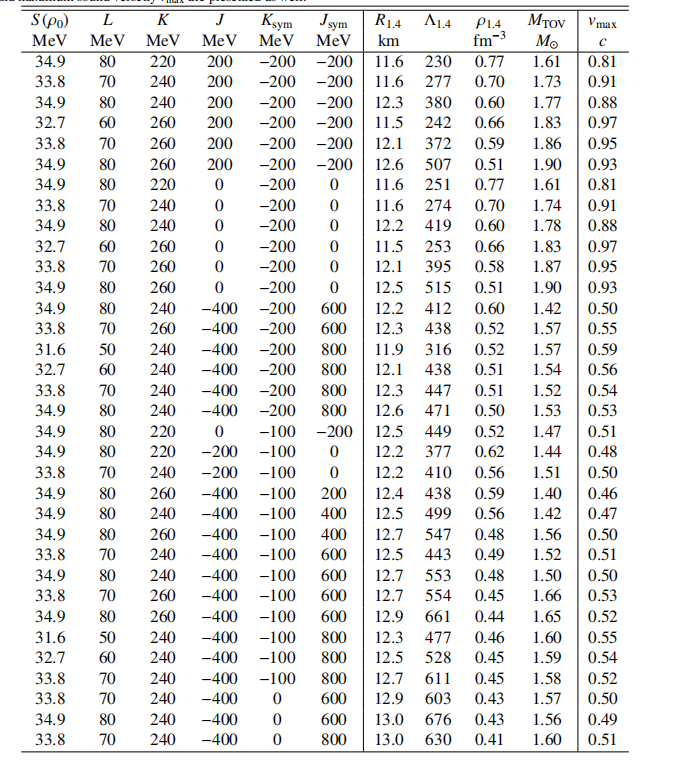 and maximum sound velocity vmax are presented as well.
S(ρ0) L K J Ksym Jsym R1.4 Λ1.4 ρ1.4 MTOV vmax
MeV MeV MeV MeV MeV MeV km fm−3 M⊙ c
34.9 80 220 200 −200 −200 11.6 230 0.77 1.61 0.81
33.8 70 240 200 −200 −200 11.6 277 0.70 1.73 0.91
34.9 80 240 200 −200 −200 12.3 380 0.60 1.77 0.88
32.7 60 260 200 −200 −200 11.5 242 0.66 1.83 0.97
33.8 70 260 200 −200 −200 12.1 372 0.59 1.86 0.95
34.9 80 260 200 −200 −200 12.6 507 0.51 1.90 0.93
34.9 80 220 0 −200 0 11.6 251 0.77 1.61 0.81
33.8 70 240 0 −200 0 11.6 274 0.70 1.74 0.91
34.9 80 240 0 −200 0 12.2 419 0.60 1.78 0.88
32.7 60 260 0 −200 0 11.5 253 0.66 1.83 0.97
33.8 70 260 0 −200 0 12.1 395 0.58 1.87 0.95
34.9 80 260 0 −200 0 12.5 515 0.51 1.90 0.93
34.9 80 240 −400 −200 600 12.2 412 0.60 1.42 0.50
33.8 70 260 −400 −200 600 12.3 438 0.52 1.57 0.55
31.6 50 240 −400 −200 800 11.9 316 0.52 1.57 0.59
32.7 60 240 −400 −200 800 12.1 438 0.51 1.54 0.56
33.8 70 240 −400 −200 800 12.3 447 0.51 1.52 0.54
34.9 80 240 −400 −200 800 12.6 471 0.50 1.53 0.53
34.9 80 220 0 −100 −200 12.5 449 0.52 1.47 0.51
34.9 80 220 −200 −100 0 12.2 377 0.62 1.44 0.48
33.8 70 240 −200 −100 0 12.2 410 0.56 1.51 0.50
34.9 80 260 −400 −100 200 12.4 438 0.59 1.40 0.46
34.9 80 240 −400 −100 400 12.5 499 0.56 1.42 0.47
34.9 80 260 −400 −100 400 12.7 547 0.48 1.56 0.50
33.8 70 240 −400 −100 600 12.5 443 0.49 1.52 0.51
34.9 80 240 −400 −100 600 12.7 553 0.48 1.50 0.50
33.8 70 260 −400 −100 600 12.7 554 0.45 1.66 0.53
34.9 80 260 −400 −100 600 12.9 661 0.44 1.65 0.52
31.6 50 240 −400 −100 800 12.3 477 0.46 1.60 0.55
32.7 60 240 −400 −100 800 12.5 528 0.45 1.59 0.54
33.8 70 240 −400 −100 800 12.7 611 0.45 1.58 0.52
33.8 70 240 −400 0 600 12.9 603 0.43 1.57 0.50
34.9 80 240 −400 0 600 13.0 676 0.43 1.56 0.49
33.8 70 240 −400 0 800 13.0 630 0.41 1.60 0.51